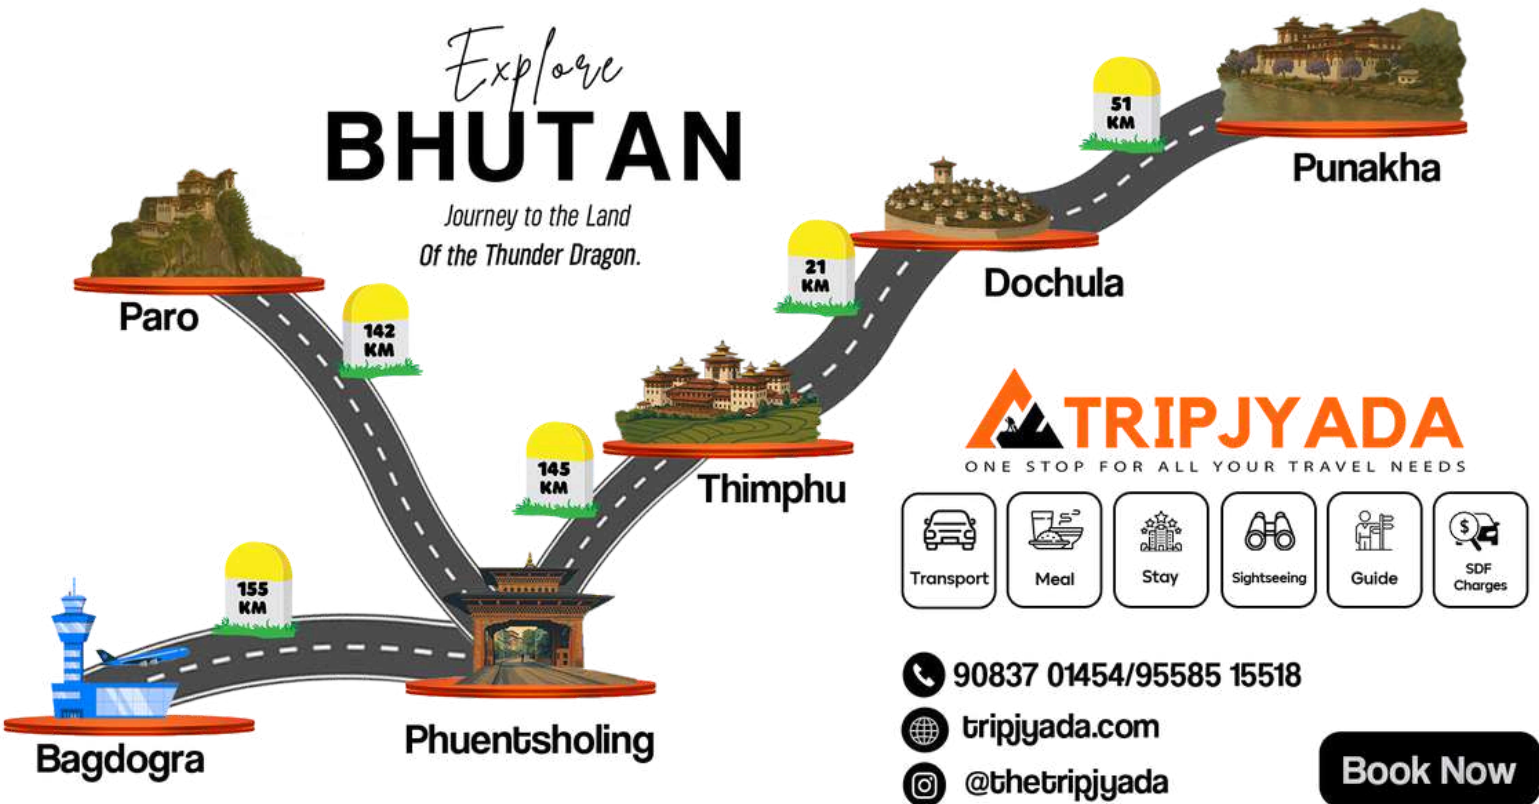 Explore
BHUTAN
Journey to the Land
Of the Thunder Dragon.
51
KM
Punakha
21
KM
Dochula
Paro
142
KM
145
KM
Thimphu
155
KM
Bagdogra
Phuentsholing
TRIPJYADA
ONE STOP FOR ALL YOUR TRAVEL NEEDS
Transport
Meal
Stay
Sightseeing
Guide
$
SDF
Charges
90837 01454/95585 15518
tripjyada.com
@thetripjyada
Book Now